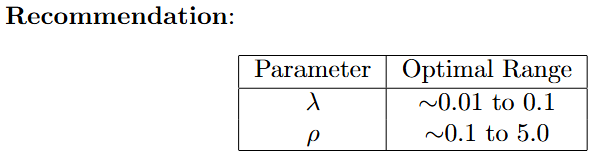 Recommendation:
Parameter Optimal Range
λ ~0.01 to 0.1
ρ ~0.1 to 5.0